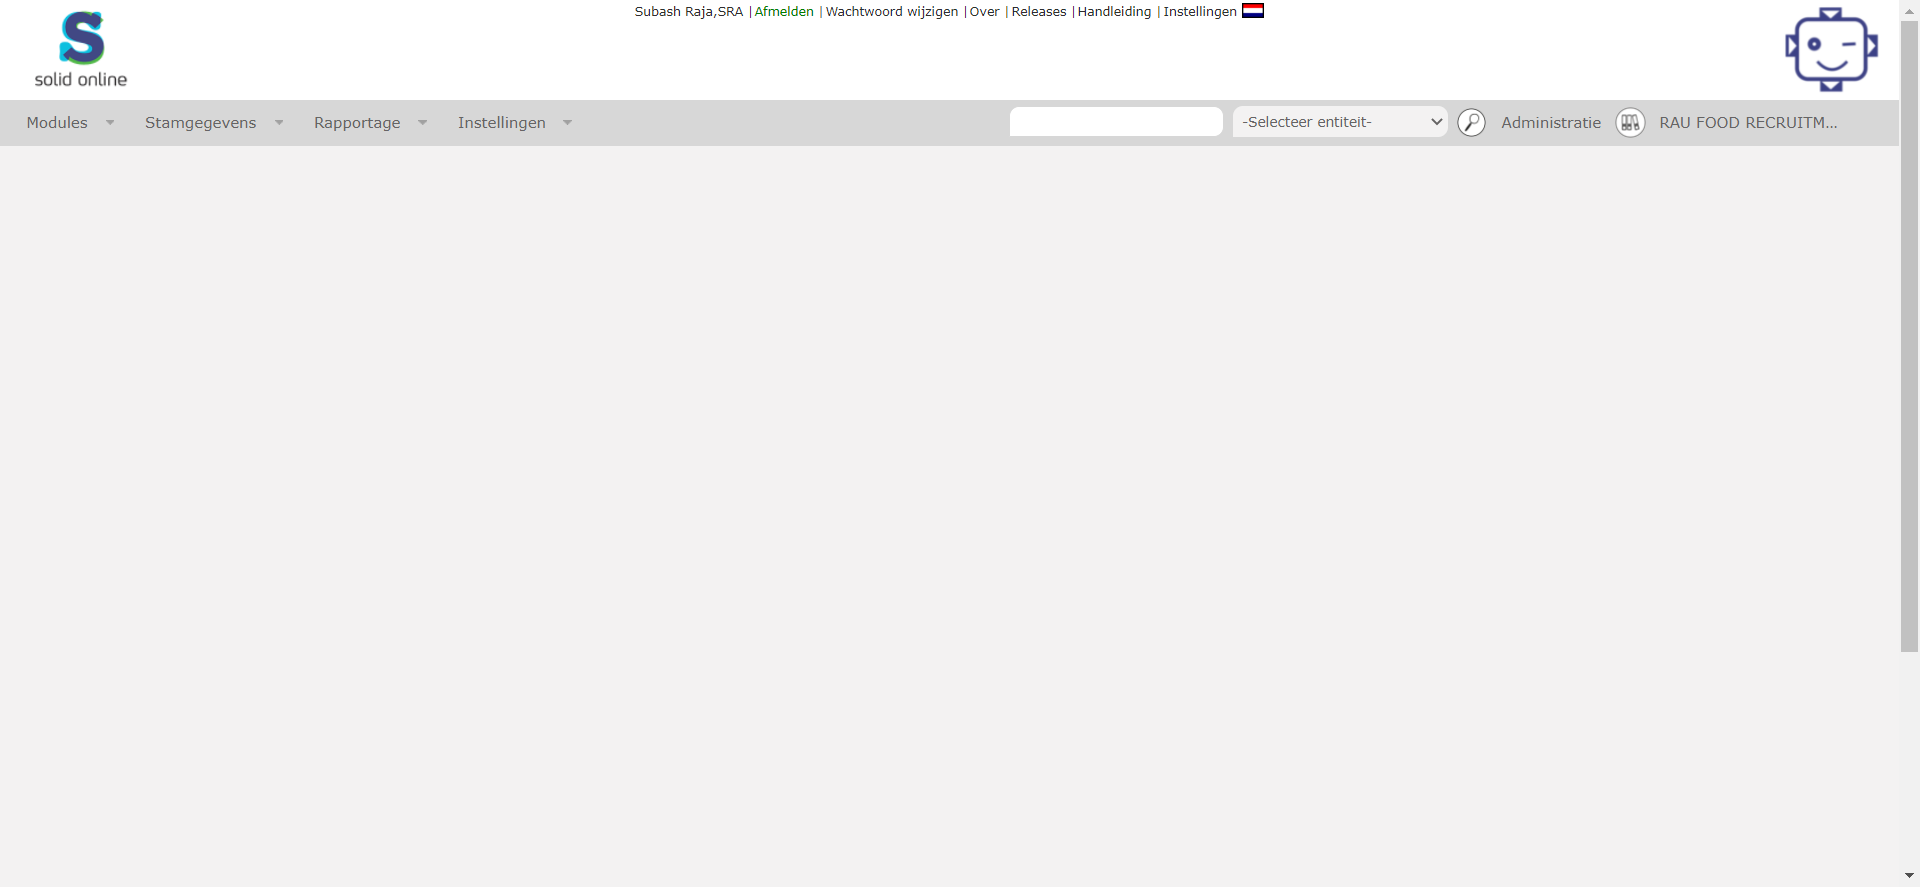 Subash Raja,SRA |Afmelden |Wachtwoord wijzigen |Over |Releases |Handleiding |Instellingen
solid online
Modules Stamgegevens Rapportage Instellingen -Selecteer entiteit- Administratie RAU FOOD RECRUITM...